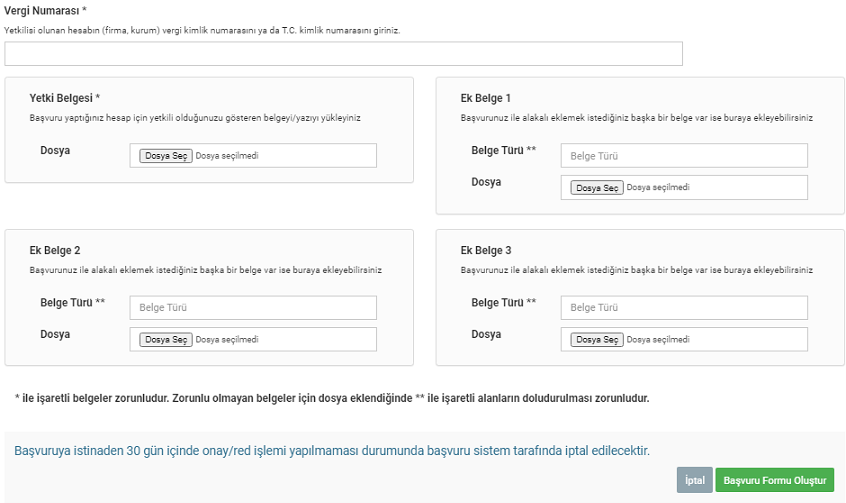 Vergi Numarası *
Yetkilisi olunan hesabın (firma, kurum) vergi kimlik numarasını ya da T.C. kimlik numarasını giriniz.
Yetki Belgesi *
Başvuru yaptığınız hesap için yetkili olduğunuzu gösteren belgeyi/yazıyı yükleyiniz
Dosya
Dosya Seç Dosya seçilmedi
Ek Belge 1
Başvurunuz ile alakalı eklemek istediğiniz başka bir belge var ise buraya ekleyebilirsiniz
Belge Türü **
Belge Türü
Dosya
Dosya Seç Dosya seçilmedi
Ek Belge 2
Başvurunuz ile alakalı eklemek istediğiniz başka bir belge var ise buraya ekleyebilirsiniz
Belge Türü **
Belge Türü
Dosya
Dosya Seç Dosya seçilmedi
Ek Belge 3
Başvurunuz ile alakalı eklemek istediğiniz başka bir belge var ise buraya ekleyebilirsiniz
Belge Türü **
Belge Türü
Dosya
Dosya Seç Dosya seçilmedi
* ile işaretli belgeler zorunludur. Zorunlu olmayan belgeler için dosya eklendiğinde ** ile işaretli alanların doludurulması zorunludur.
Başvuruya istinaden 30 gün içinde onay/red işlemi yapılmaması durumunda başvuru sistem tarafında iptal edilecektir.
İptal
Başvuru Formu Oluştur